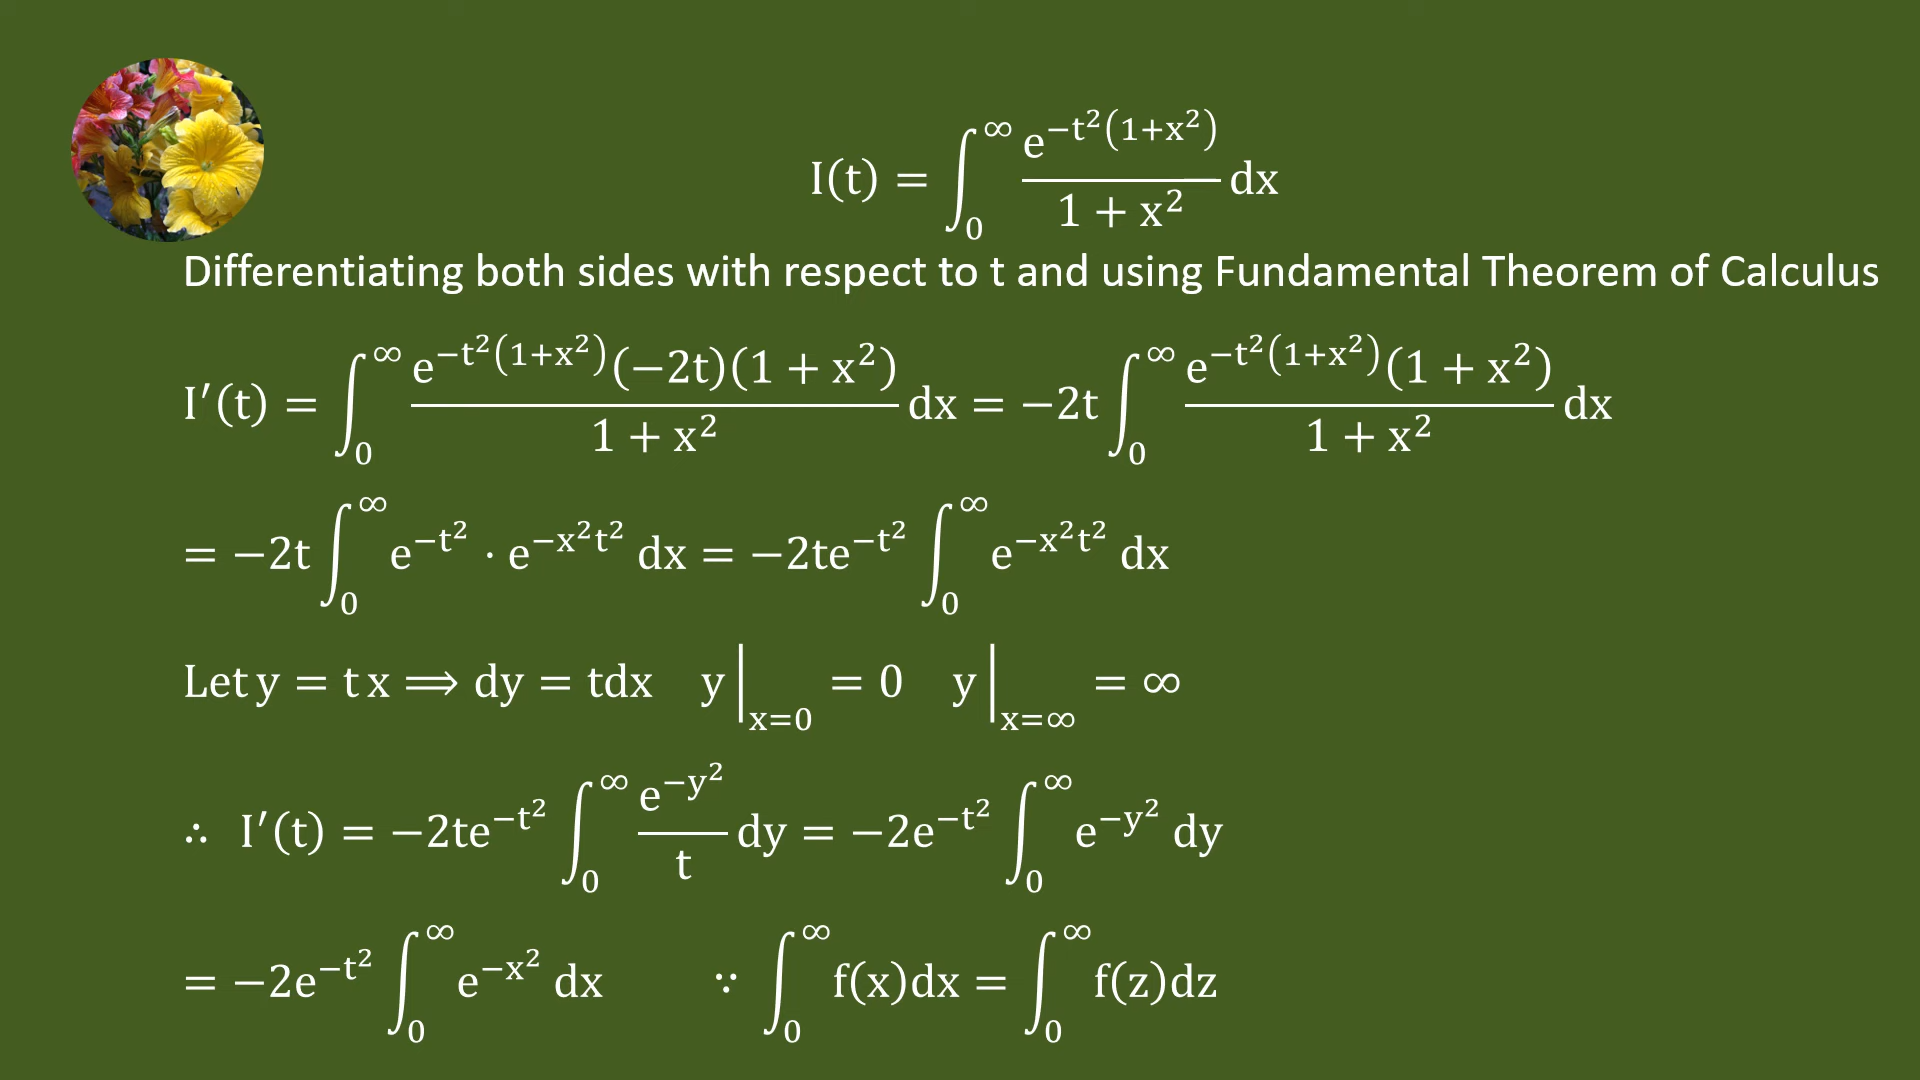 I(t) = ∫₀^∞ e^(−t²(1+x²)) / (1 + x²) dx
Differentiating both sides with respect to t and using Fundamental Theorem of Calculus
I′(t) = ∫₀^∞ e^(−t²(1+x²)) (−2t)(1 + x²) / (1 + x²) dx = −2t ∫₀^∞ e^(−t²(1+x²)) (1 + x²) / (1 + x²) dx
= −2t ∫₀^∞ e^(−t²) · e^(−x²t²) dx = −2te^(−t²) ∫₀^∞ e^(−x²t²) dx
Let y = t x ⟹ dy = tdx y|ₓ₌₀ = 0 y|ₓ₌∞ = ∞
∴ I′(t) = −2te^(−t²) ∫₀^∞ e^(−y²) / t dy = −2e^(−t²) ∫₀^∞ e^(−y²) dy
= −2e^(−t²) ∫₀^∞ e^(−x²) dx ∵ ∫₀^∞ f(x)dx = ∫₀^∞ f(z)dz